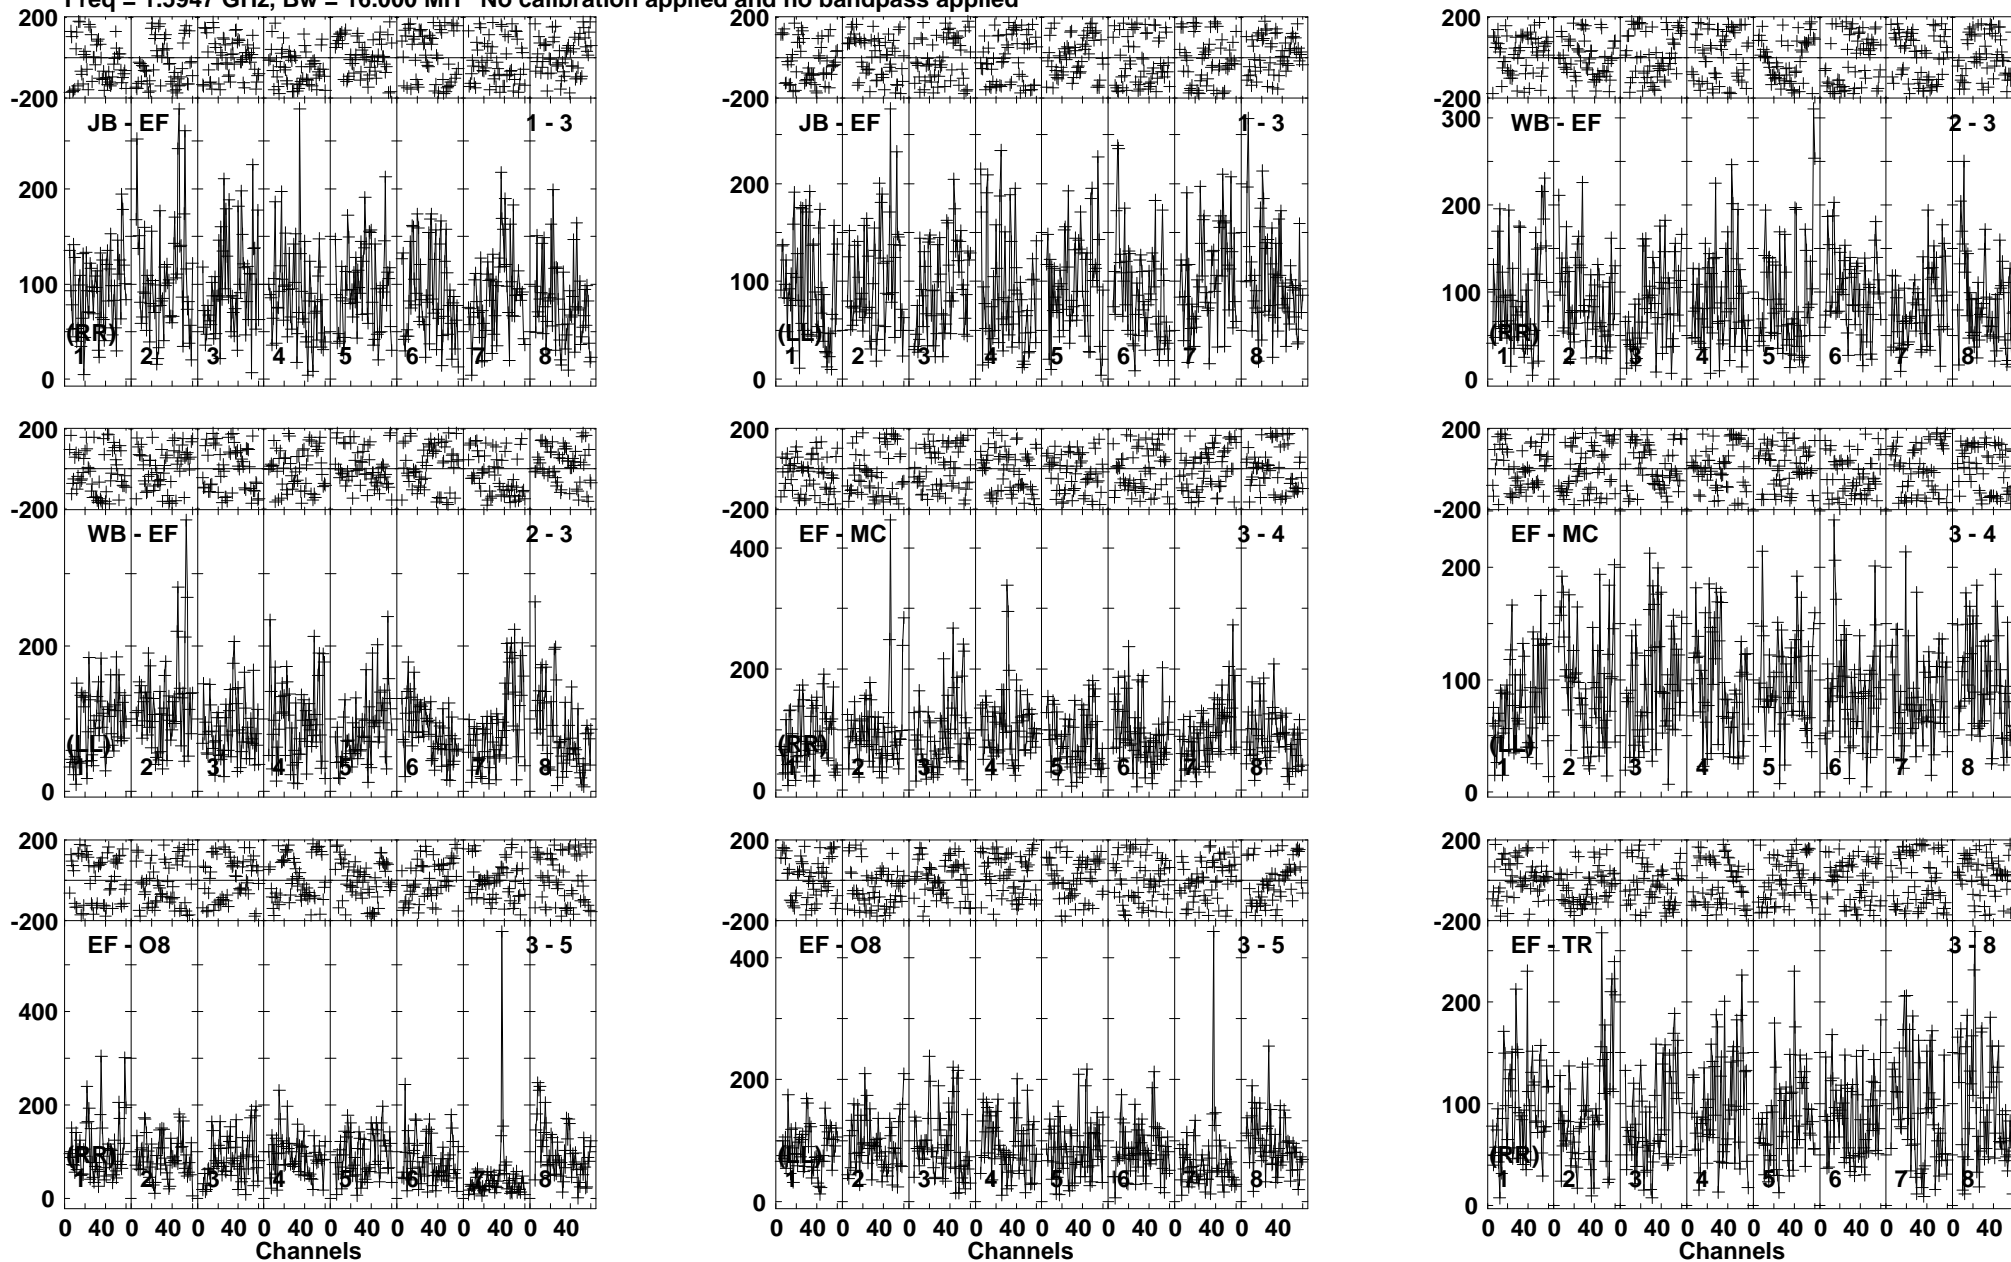 Freq = 1.5947 GHz, Bw = 16.000 MH No calibration applied and no bandpass applied
200 200 200
-200 -200 -200
JB - EF 1 - 3 JB - EF 1 - 3 WB - EF 2 - 3
300
200 200 200
100 100 100
(RR) (LL) (RR)
1 2 3 4 5 6 7 8 1 2 3 4 5 6 7 8 1 2 3 4 5 6 7 8
0 0 0
200 200 200
-200 -200 -200
WB - EF 2 - 3 EF - MC 3 - 4 EF - MC 3 - 4
400
200 200 200
100
(LL) (RR) (LL)
1 2 3 4 5 6 7 8 1 2 3 4 5 6 7 8 1 2 3 4 5 6 7 8
0 0 0
200 200 200
-200 -200 -200
EF - O8 3 - 5 EF - O8 3 - 5 EF - TR 3 - 8
400 400
200 200 200
100
(RR) (LL) (RR)
1 2 3 4 5 6 7 8 1 2 3 4 5 6 7 8 1 2 3 4 5 6 7 8
0 0 0
0 40 0 40 0 40 0 40 0 40 0 40 0 40 0 40 0 40 0 40 0 40 0 40 0 40 0 40 0 40 0 40 0 40 0 40 0 40 0 40 0 40 0 40 0 40 0 40
Channels Channels Channels